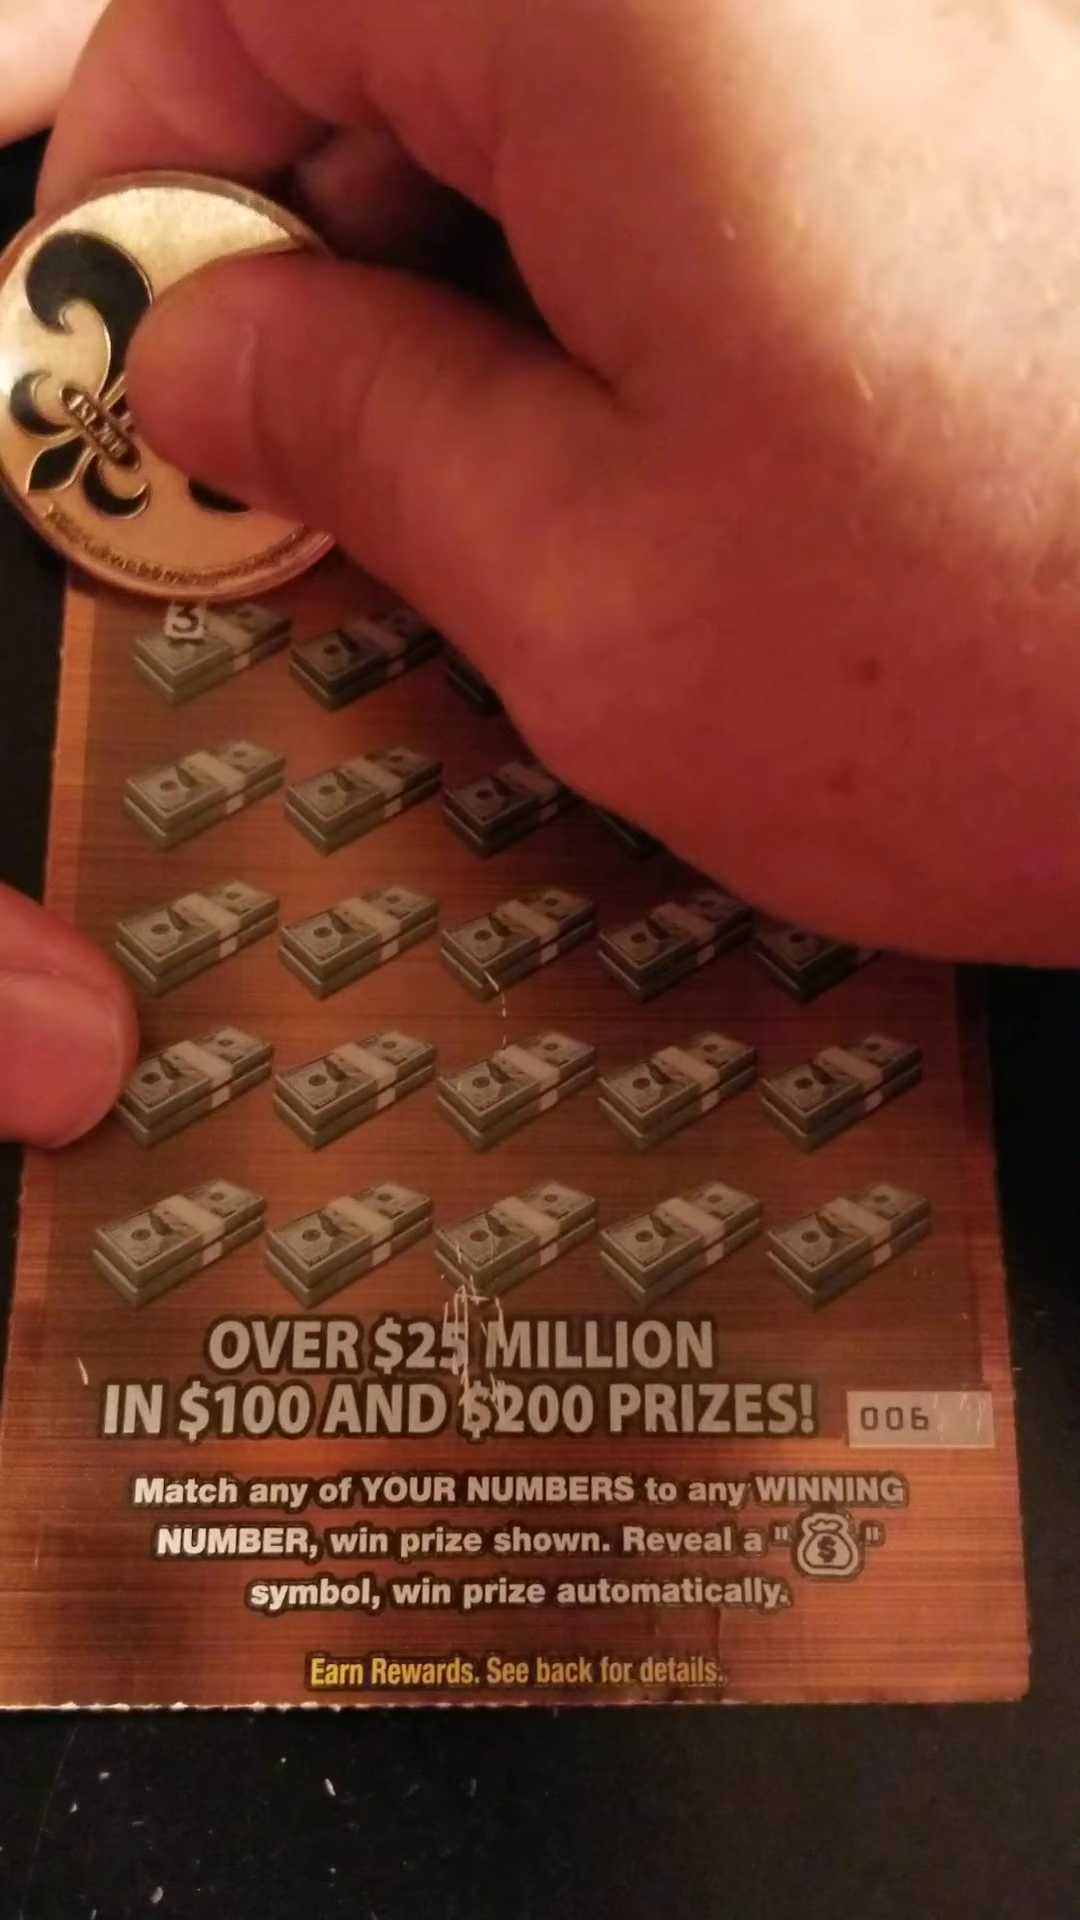 3
OVER $25 MILLION
IN $100 AND $200 PRIZES!
006
Match any of YOUR NUMBERS to any WINNING
NUMBER, win prize shown. Reveal a "$"
symbol, win prize automatically.
Earn Rewards. See back for details.